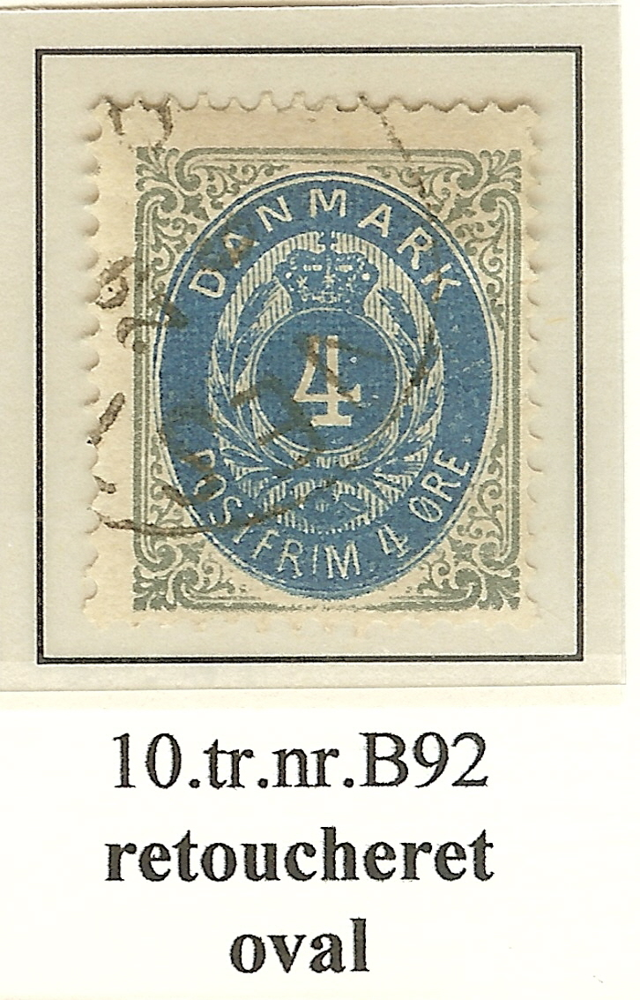 DANMARK
4
POSTFRIM 4 ØRE
10.tr.nr.B92
retoucheret
oval